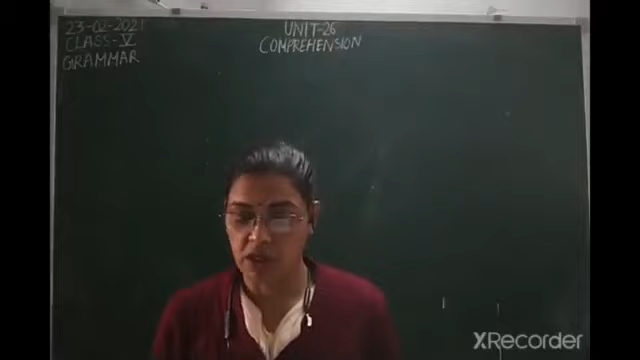 23-02-2021
CLASS-V
GRAMMAR
UNIT-26
COMPREHENSION
XRecorder